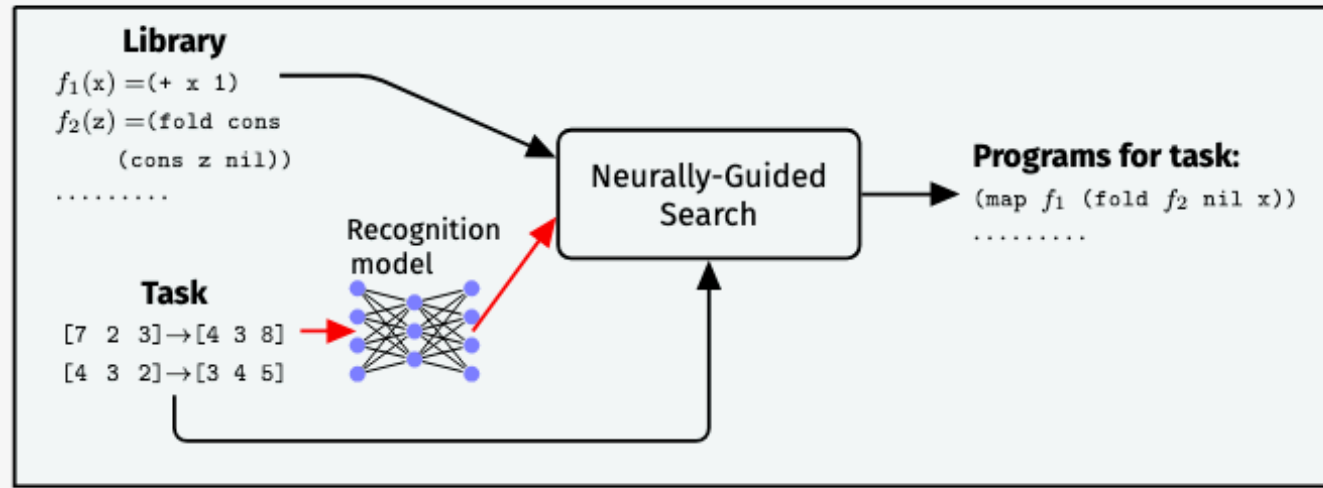 Library
f₁(x) =(+ x 1)
f₂(z) =(fold cons
(cons z nil))
.........
Task
[7 2 3]→[4 3 8]
[4 3 2]→[3 4 5]
Recognition
model
Neurally-Guided
Search
Programs for task:
(map f₁ (fold f₂ nil x))
.........